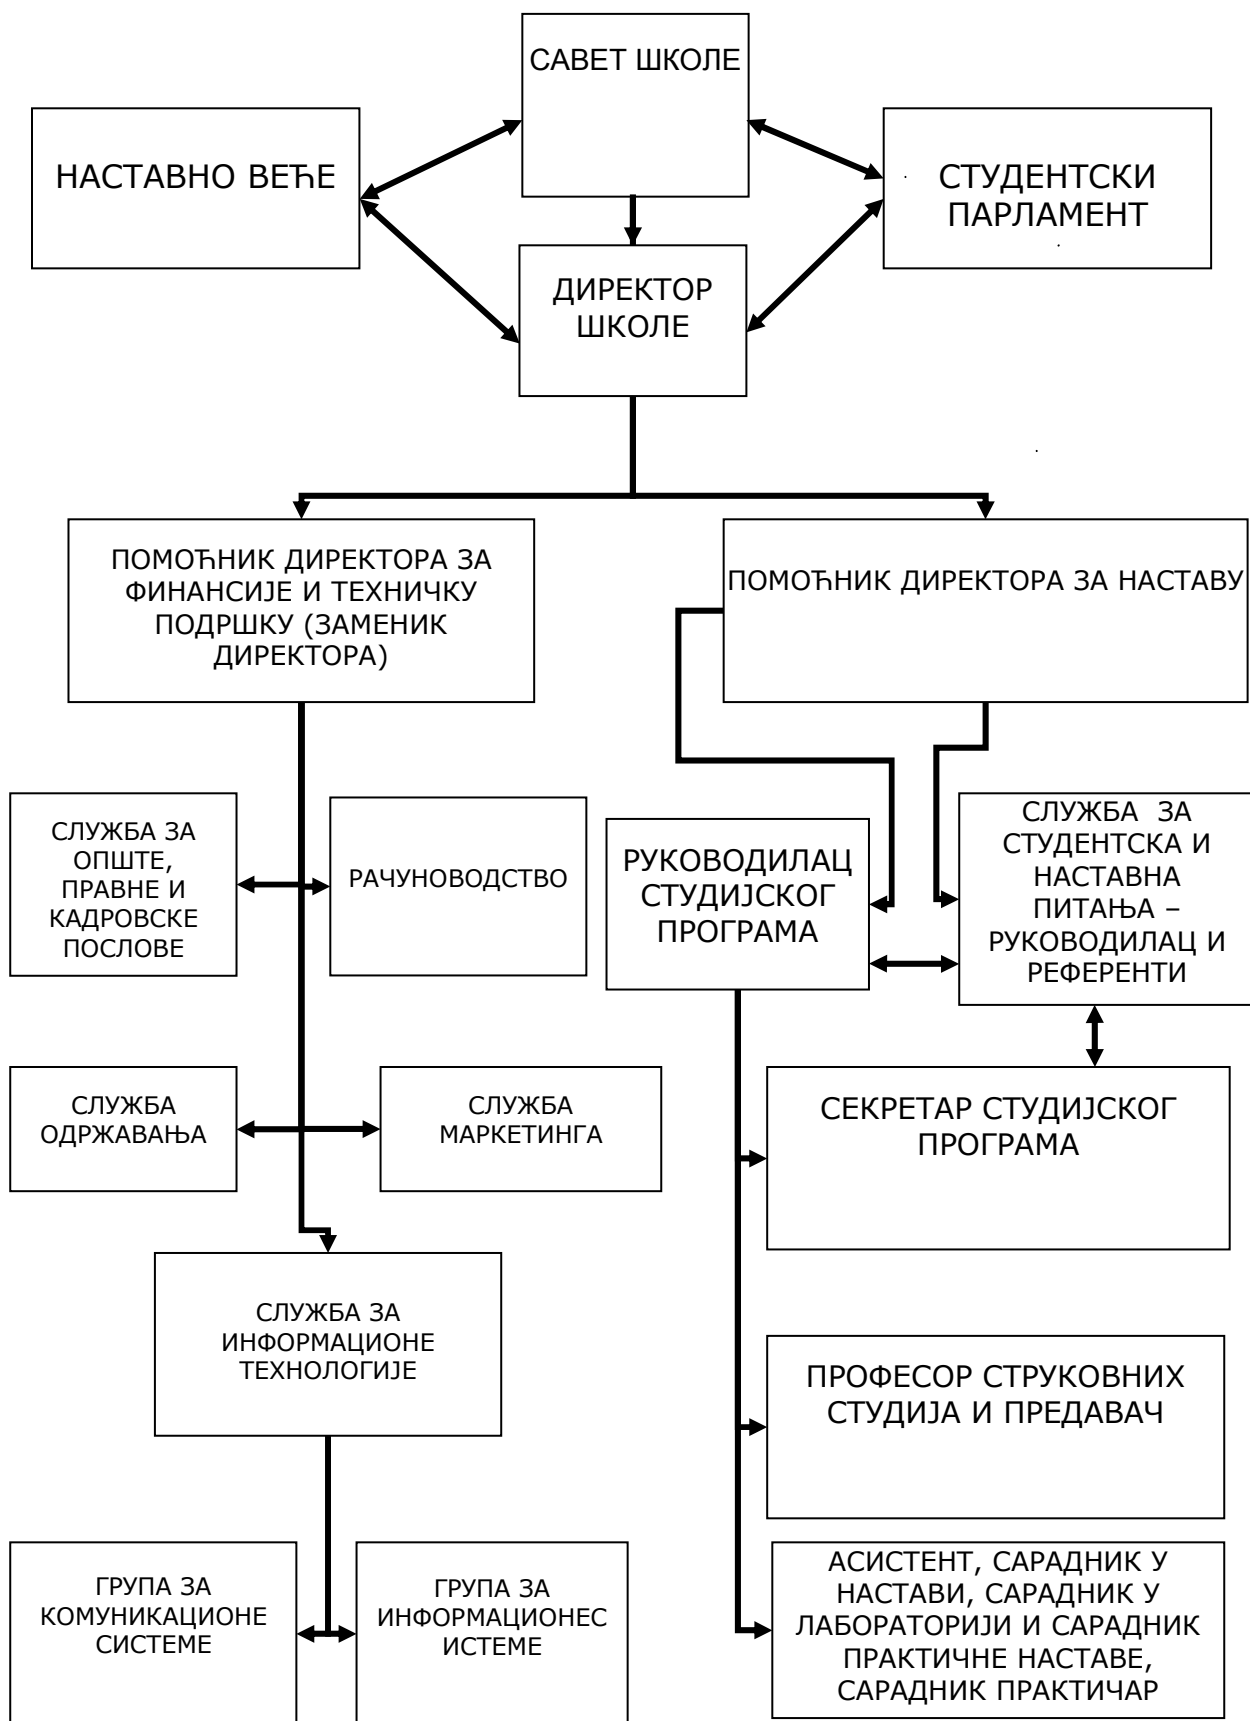 САВЕТ ШКОЛЕ
НАСТАВНО ВЕЋЕ
СТУДЕНТСКИ
ПАРЛАМЕНТ
ДИРЕКТОР
ШКОЛЕ
ПОМОЋНИК ДИРЕКТОРА ЗА
ФИНАНСИЈЕ И ТЕХНИЧКУ
ПОДРШКУ (ЗАМЕНИК
ДИРЕКТОРА)
ПОМОЋНИК ДИРЕКТОРА ЗА НАСТАВУ
СЛУЖБА ЗА
ОПШТЕ,
ПРАВНЕ И
КАДРОВСКЕ
ПОСЛОВЕ
РАЧУНОВОДСТВО
РУКОВОДИЛАЦ
СТУДИЈСКОГ
ПРОГРАМА
СЛУЖБА ЗА
СТУДЕНТСКА И
НАСТАВНА
ПИТАЊА –
РУКОВОДИЛАЦ И
РЕФЕРЕНТИ
СЛУЖБА
ОДРЖАВАЊА
СЛУЖБА
МАРКЕТИНГА
СЕКРЕТАР СТУДИЈСКОГ
ПРОГРАМА
СЛУЖБА ЗА
ИНФОРМАЦИОНЕ
ТЕХНОЛОГИЈЕ
ПРОФЕСОР СТРУКОВНИХ
СТУДИЈА И ПРЕДАВАЧ
ГРУПА ЗА
КОМУНИКАЦИОНЕ
СИСТЕМЕ
ГРУПА ЗА
ИНФОРМАЦИОНЕС
ИСТЕМЕ
АСИСТЕНТ, САРАДНИК У
НАСТАВИ, САРАДНИК У
ЛАБОРАТОРИЈИ И САРАДНИК
ПРАКТИЧНЕ НАСТАВЕ,
САРАДНИК ПРАКТИЧАР